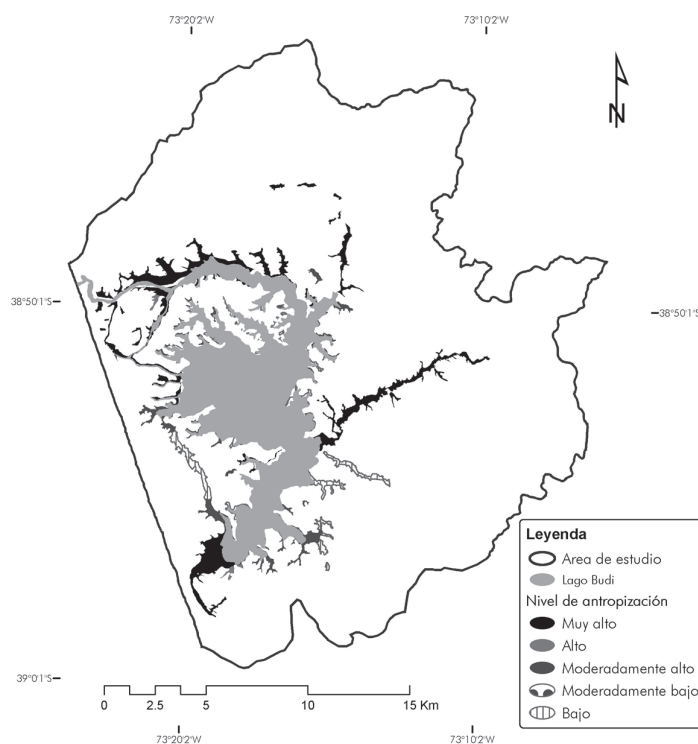 73°20'2"W
73°10'2"W
N
38°50'1"S
38°50'1"S
Leyenda
Area de estudio
Lago Budi
Nivel de antropización
Muy alto
Alto
Moderadamente alto
Moderadamente bajo
Bajo
39°0'1"S
0 2.5 5 10 15 Km
73°20'2"W
73°10'2"W